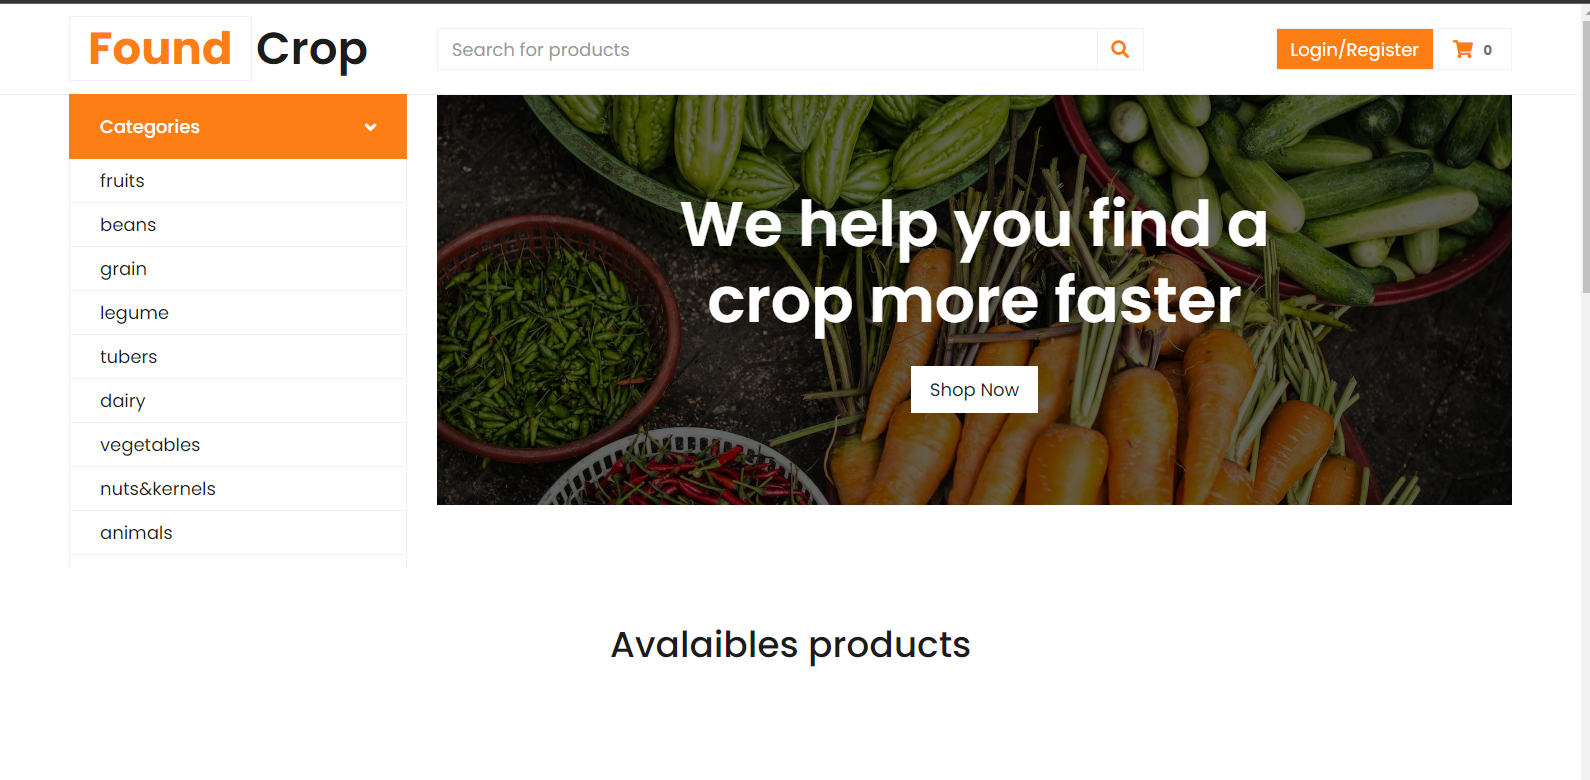 Found Crop
Search for products
Login/Register
0
Categories
fruits
beans
grain
legume
tubers
dairy
vegetables
nuts&kernels
animals
We help you find a
crop more faster
Shop Now
Avalaibles products